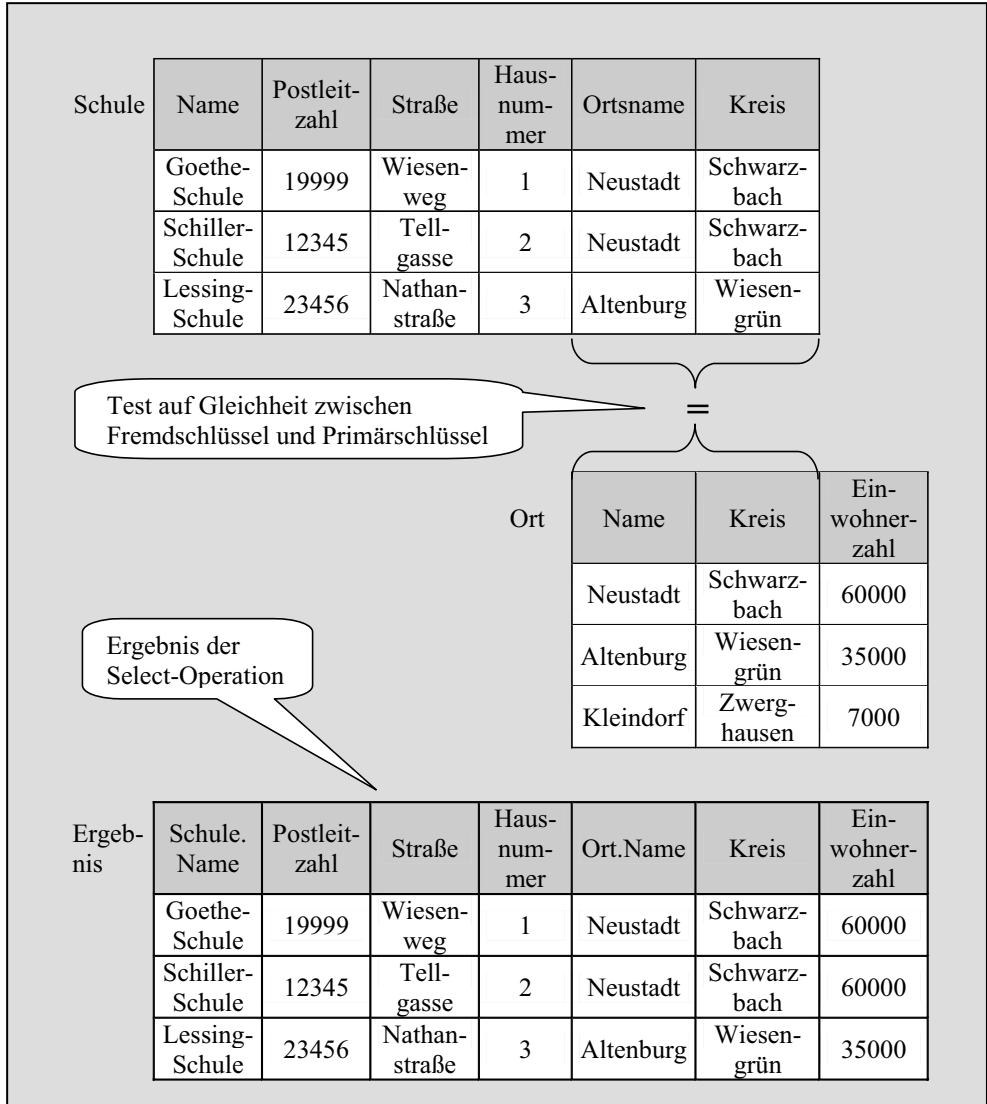 Schule
Name
Postleit-
zahl
Straße
Haus-
num-
mer
Ortsname
Kreis
Goethe-
Schule
19999
Wiesen-
weg
1
Neustadt
Schwarz-
bach
Schiller-
Schule
12345
Tell-
gasse
2
Neustadt
Schwarz-
bach
Lessing-
Schule
23456
Nathan-
straße
3
Altenburg
Wiesen-
grün
Test auf Gleichheit zwischen
Fremdschlüssel und Primärschlüssel
=
Ort
Name
Kreis
Ein-
wohner-
zahl
Neustadt
Schwarz-
bach
60000
Altenburg
Wiesen-
grün
35000
Kleindorf
Zwerg-
hausen
7000
Ergebnis der
Select-Operation
Ergeb-
nis
Schule.
Name
Postleit-
zahl
Straße
Haus-
num-
mer
Ort.Name
Kreis
Ein-
wohner-
zahl
Goethe-
Schule
19999
Wiesen-
weg
1
Neustadt
Schwarz-
bach
60000
Schiller-
Schule
12345
Tell-
gasse
2
Neustadt
Schwarz-
bach
60000
Lessing-
Schule
23456
Nathan-
straße
3
Altenburg
Wiesen-
grün
35000